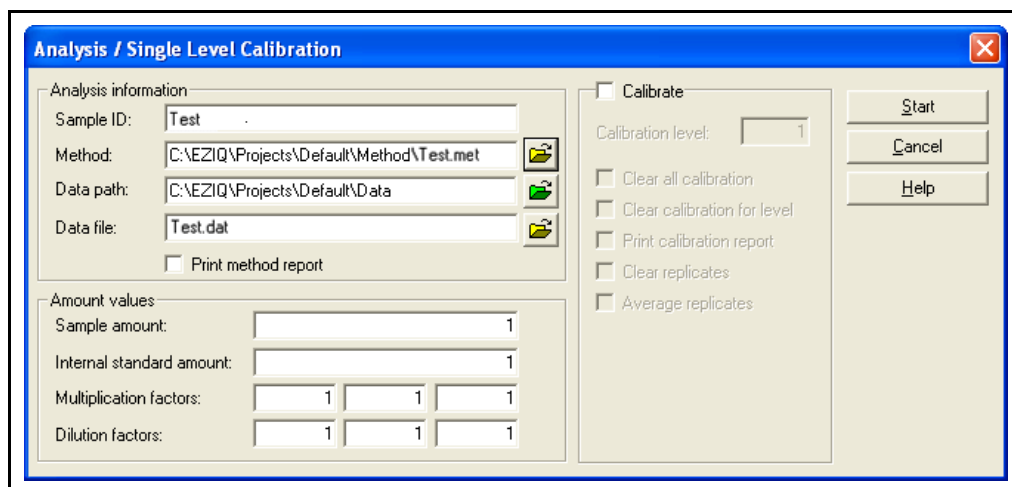 Analysis / Single Level Calibration
Analysis information
Sample ID: Test .
Method: C:\EZIQ\Projects\Default\Method\Test.met
Data path: C:\EZIQ\Projects\Default\Data
Data file: Test.dat
Print method report
Amount values
Sample amount: 1
Internal standard amount: 1
Multiplication factors: 1 1 1
Dilution factors: 1 1 1
Calibrate
Calibration level: 1
Clear all calibration
Clear calibration for level
Print calibration report
Clear replicates
Average replicates
Start
Cancel
Help